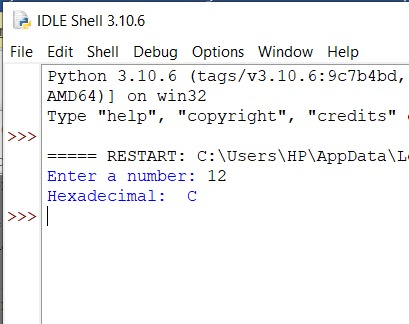 IDLE Shell 3.10.6
File Edit Shell Debug Options Window Help
Python 3.10.6 (tags/v3.10.6:9c7b4bd,
AMD64)] on win32
Type "help", "copyright", "credits"
>>>
===== RESTART: C:\Users\HP\AppData\L
Enter a number: 12
Hexadecimal:  C
>>>